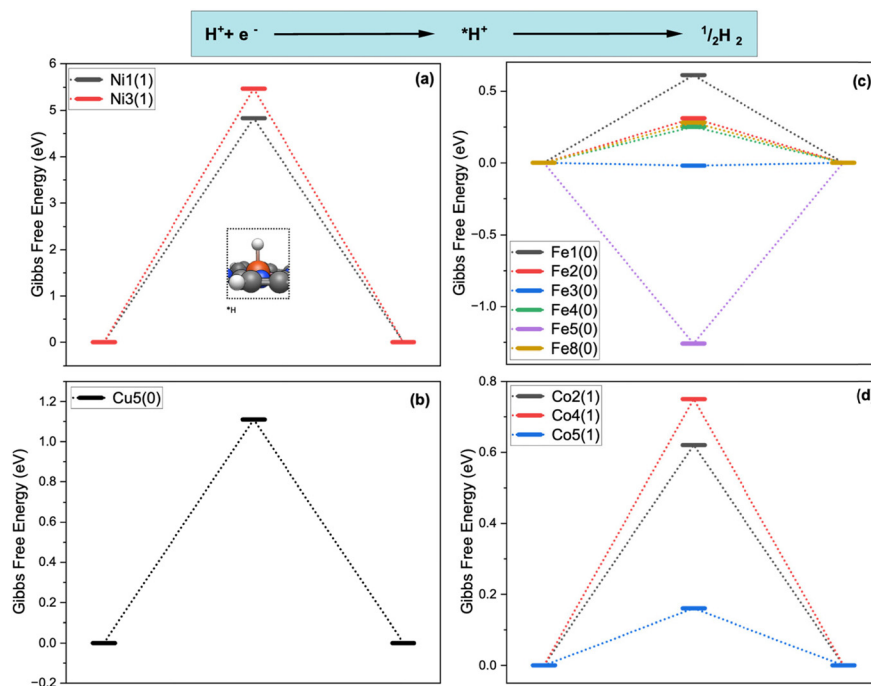 H⁺+ e ⁻ *H⁺ ¹/₂H ₂
(a)
Ni1(1)
Ni3(1)
Gibbs Free Energy (eV)
6
5
4
3
2
1
0
*H
(b)
Cu5(0)
Gibbs Free Energy (eV)
1.2
1.0
0.8
0.6
0.4
0.2
0.0
−0.2
(c)
Gibbs Free Energy (eV)
0.5
0.0
−0.5
−1.0
Fe1(0)
Fe2(0)
Fe3(0)
Fe4(0)
Fe5(0)
Fe8(0)
(d)
Co2(1)
Co4(1)
Co5(1)
Gibbs Free Energy (eV)
0.8
0.6
0.4
0.2
0.0